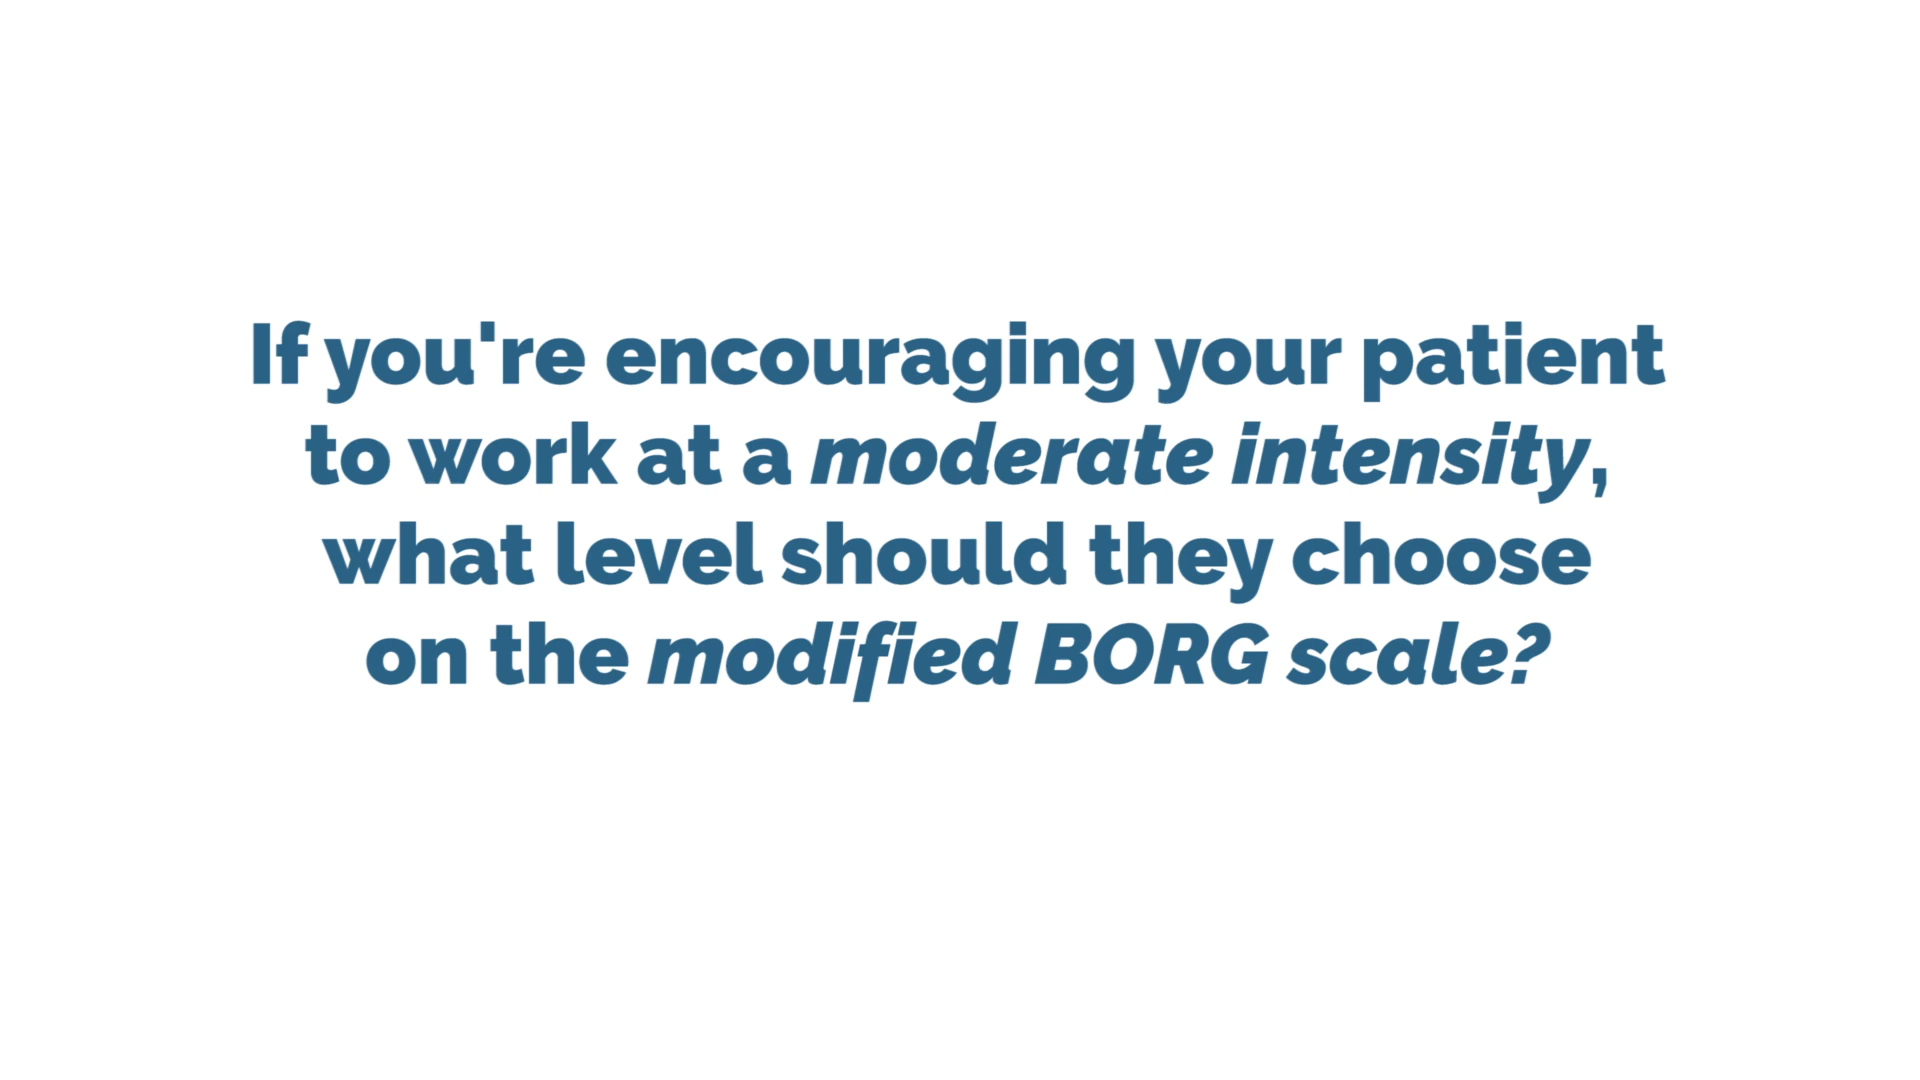 If you're encouraging your patient
to work at a moderate intensity,
what level should they choose
on the modified BORG scale?